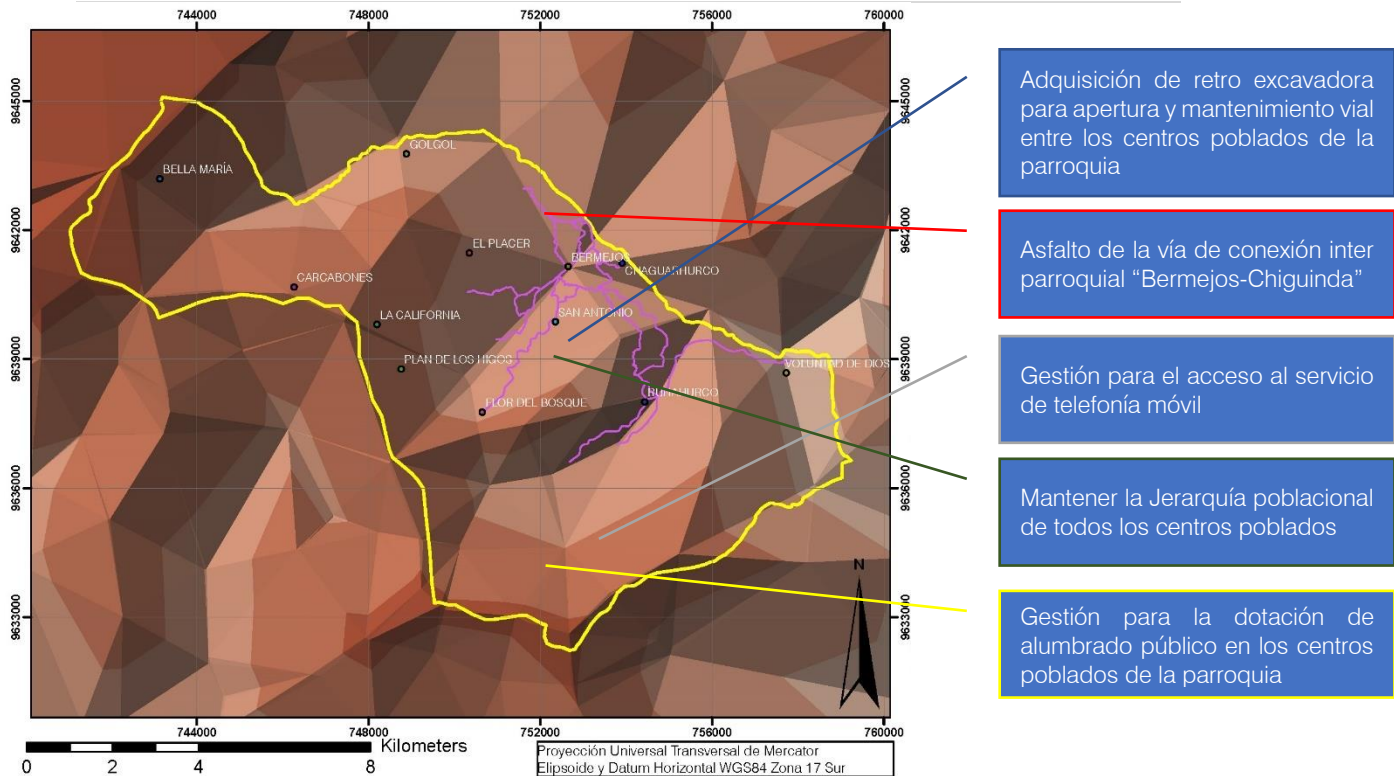 744000 748000 752000 756000 760000
9645000 9645000
9642000 9642000
9639000 9639000
9636000 9636000
9633000 9633000
GOLGOL
BELLA MARÍA
EL PLACER
BERMEJOS
CHAGUARHURCO
CARCABONES
SAN ANTONIO
LA CALIFORNIA
PLAN DE LOS HIGOS
VOLUNTAD DE DIOS
RUMIHURCO
FLOR DEL BOSQUE
N
744000 748000 752000 756000 760000
Kilometers
0 2 4 8
Proyección Universal Transversal de Mercator
Elipsoide y Datum Horizontal WGS84 Zona 17 Sur
Adquisición de retro excavadora
para apertura y mantenimiento vial
entre los centros poblados de la
parroquia
Asfalto de la vía de conexión inter
parroquial “Bermejos-Chiguinda”
Gestión para el acceso al servicio
de telefonía móvil
Mantener la Jerarquía poblacional
de todos los centros poblados
Gestión para la dotación de
alumbrado público en los centros
poblados de la parroquia